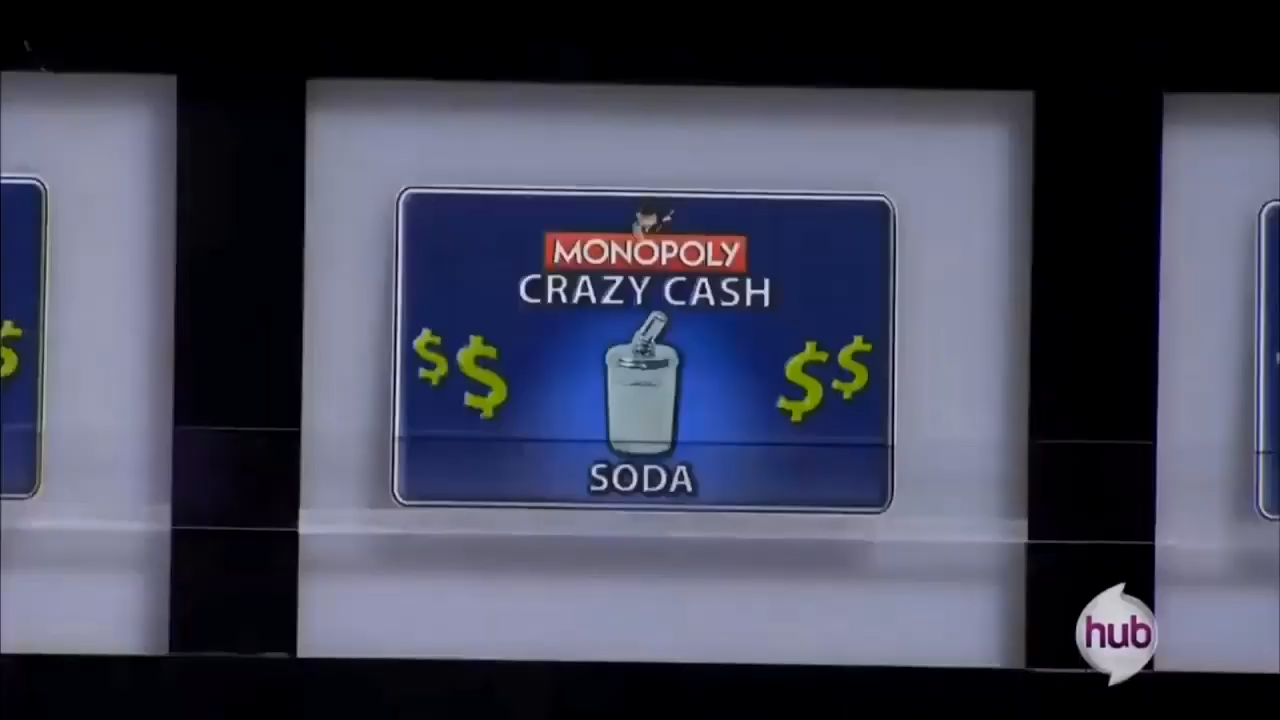 MONOPOLY
CRAZY CASH
$ $ $ $
SODA
$
hub